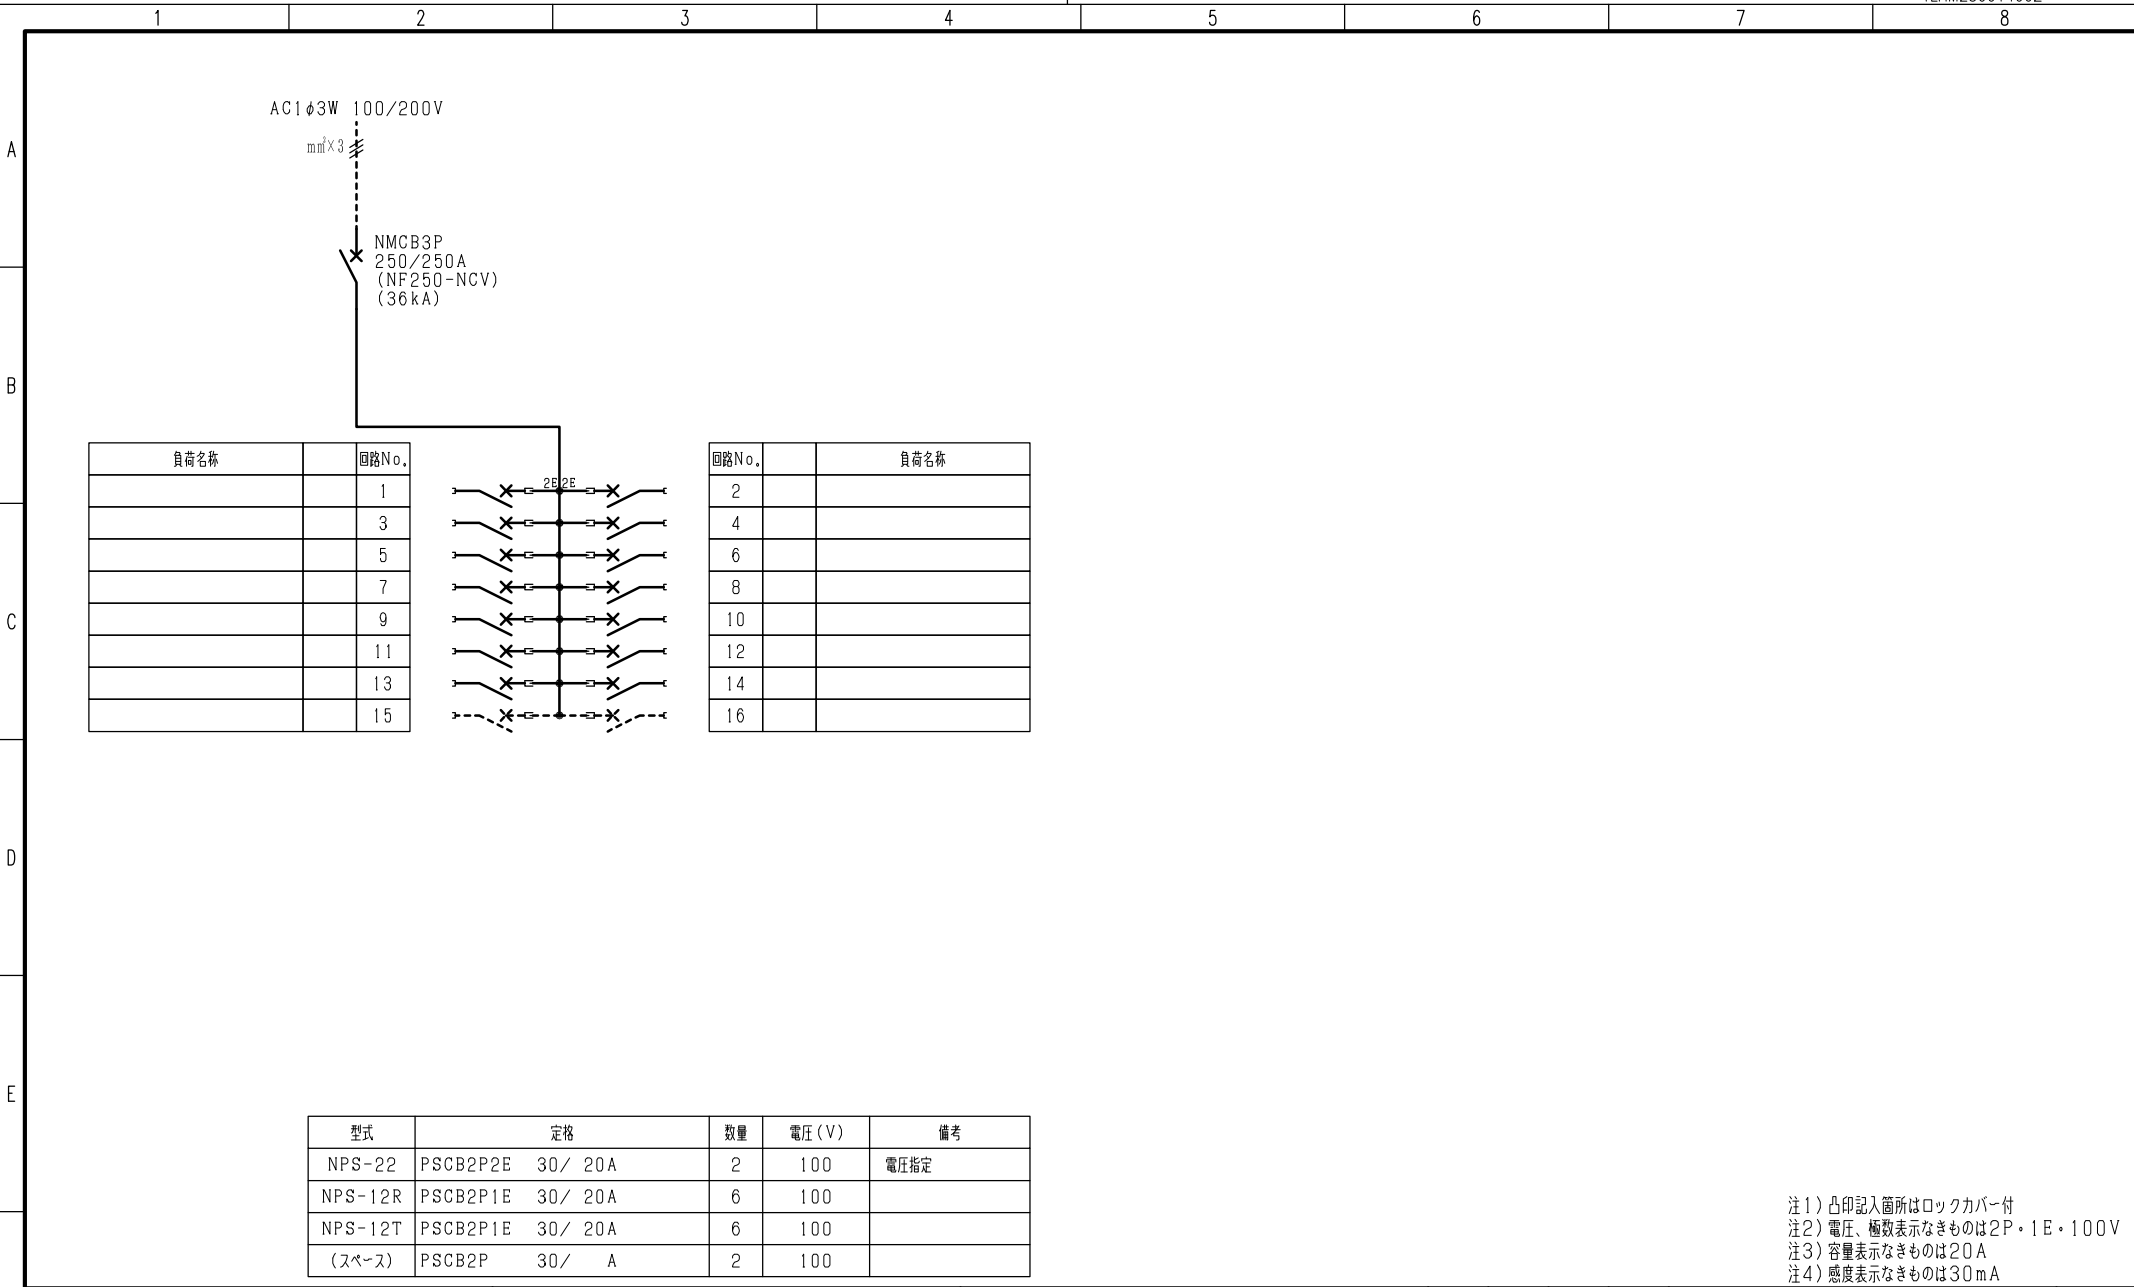 1 2 3 4 5 6 7 8
AC1φ3W 100/200V
A
mm²×3
NMCB3P
250/250A
(NF250-NCV)
(36kA)
B
負荷名称 回路No. 回路No. 負荷名称
2E 2E
1 2
3 4
5 6
7 8
9 10
C
11 12
13 14
15 16
D
E
型式 定格 数量 電圧(V) 備考
NPS-22 PSCB2P2E 30/ 20A 2 100 電圧指定
NPS-12R PSCB2P1E 30/ 20A 6 100
NPS-12T PSCB2P1E 30/ 20A 6 100
(スペース) PSCB2P 30/ A 2 100
注1)凸印記入箇所はロックカバー付
注2)電圧、極数表示なきものは2P・1E・100V
注3)容量表示なきものは20A
注4)感度表示なきものは30mA